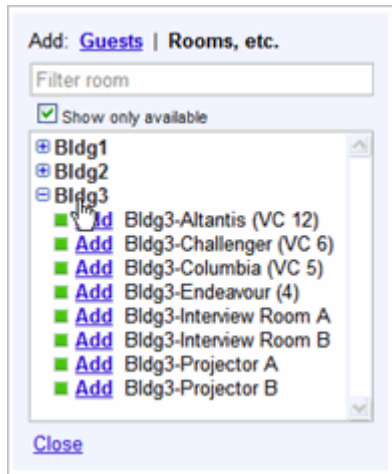 Add: Guests | Rooms, etc.
Filter room
Show only available
Bldg1
Bldg2
Bldg3
Add Bldg3-Altantis (VC 12)
Add Bldg3-Challenger (VC 6)
Add Bldg3-Columbia (VC 5)
Add Bldg3-Endeavour (4)
Add Bldg3-Interview Room A
Add Bldg3-Interview Room B
Add Bldg3-Projector A
Add Bldg3-Projector B
Close